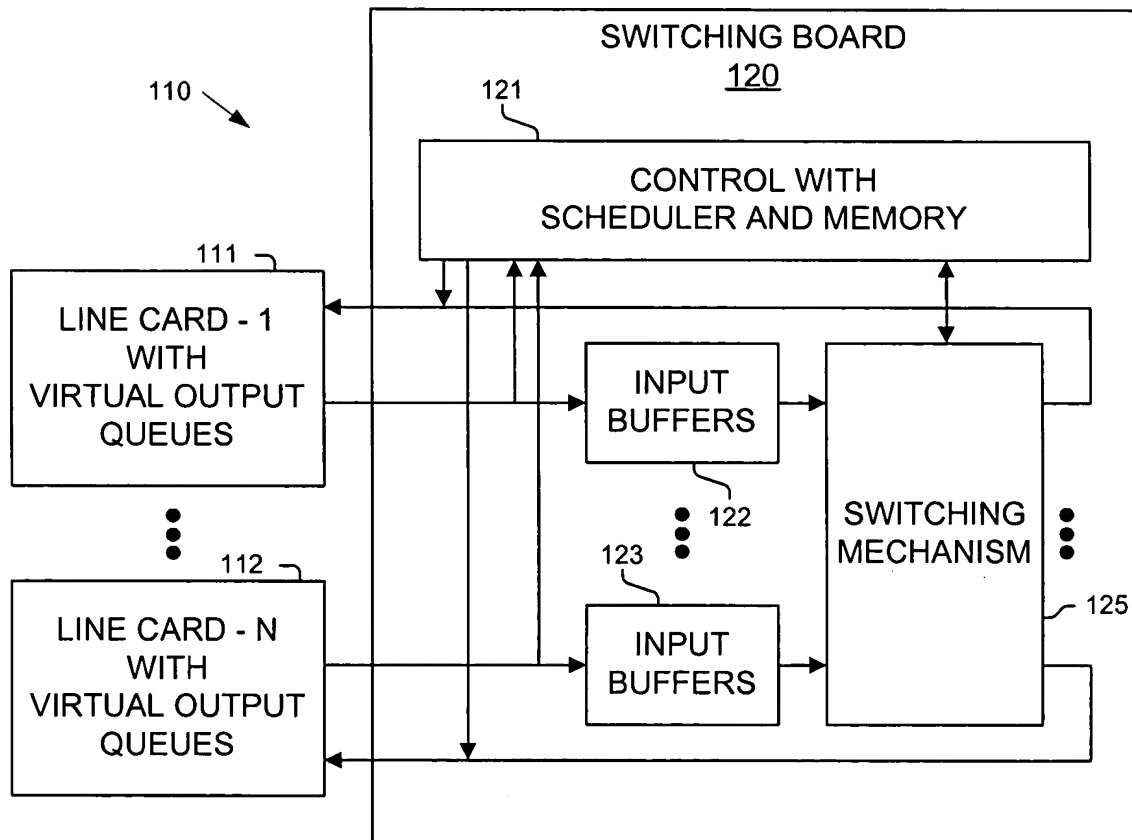 SWITCHING BOARD
120
110
121
CONTROL WITH
SCHEDULER AND MEMORY
111
LINE CARD - 1
WITH
VIRTUAL OUTPUT
QUEUES
INPUT
BUFFERS
122
SWITCHING
MECHANISM
125
112
LINE CARD - N
WITH
VIRTUAL OUTPUT
QUEUES
123
INPUT
BUFFERS